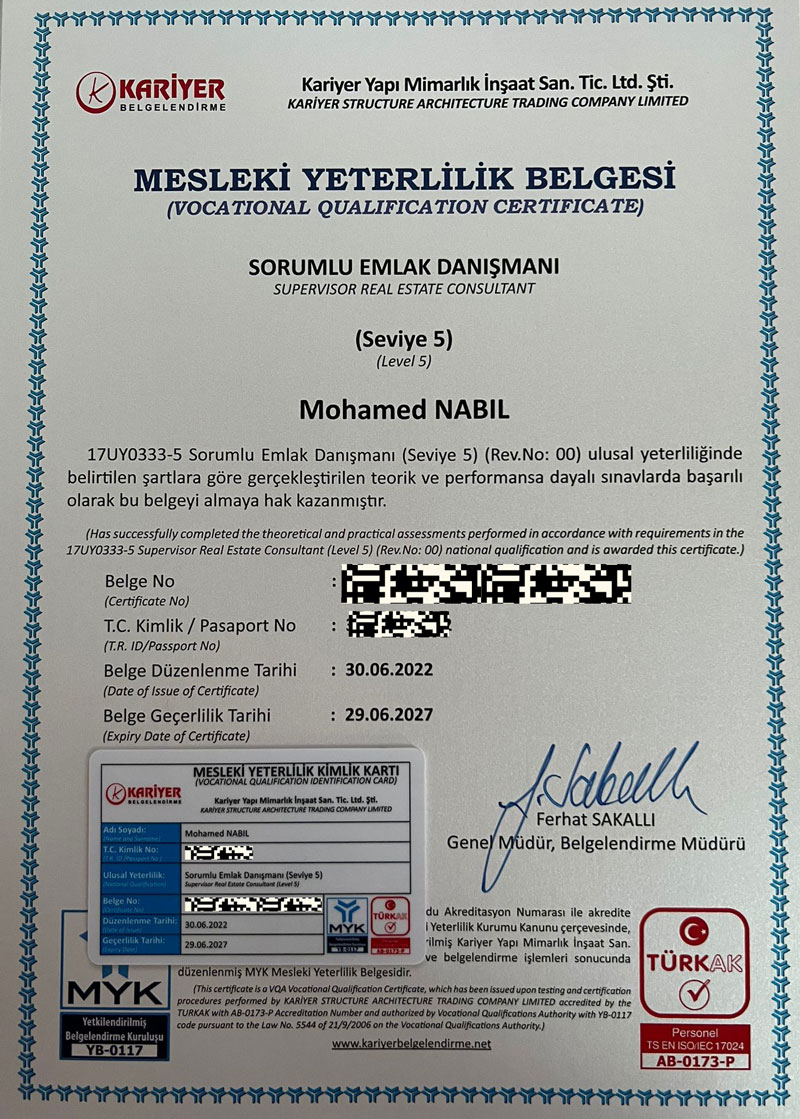 KARİYER
BELGELENDİRME
Kariyer Yapı Mimarlık İnşaat San. Tic. Ltd. Şti.
KARİYER STRUCTURE ARCHITECTURE TRADING COMPANY LIMITED
MESLEKİ YETERLİLİK BELGESİ
(VOCATIONAL QUALIFICATION CERTIFICATE)
SORUMLU EMLAK DANIŞMANI
SUPERVISOR REAL ESTATE CONSULTANT
(Seviye 5)
(Level 5)
Mohamed NABIL
17UY0333-5 Sorumlu Emlak Danışmanı (Seviye 5) (Rev.No: 00) ulusal yeterliliğinde
belirtilen şartlara göre gerçekleştirilen teorik ve performansa dayalı sınavlarda başarılı
olarak bu belgeyi almaya hak kazanmıştır.
(Has successfully completed the theoretical and practical assessments performed in accordance with requirements in the
17UY0333-5 Supervisor Real Estate Consultant (Level 5) (Rev.No: 00) national qualification and is awarded this certificate.)
Belge No :
(Certificate No)
T.C. Kimlik / Pasaport No :
(T.R. ID/Passport No)
Belge Düzenlenme Tarihi : 30.06.2022
(Date of Issue of Certificate)
Belge Geçerlilik Tarihi : 29.06.2027
(Expiry Date of Certificate)
KARİYER
BELGELENDİRME
MESLEKİ YETERLİLİK KİMLİK KARTI
(VOCATIONAL QUALIFICATION IDENTIFICATION CARD)
Kariyer Yapı Mimarlık İnşaat San. Tic. Ltd. Şti.
KARİYER STRUCTURE ARCHITECTURE TRADING COMPANY LIMITED
Adı Soyadı: Mohamed NABIL
T.C. Kimlik No:
Ulusal Yeterlilik: Sorumlu Emlak Danışmanı (Seviye 5)
Supervisor Real Estate Consultant (Level 5)
Belge No:
Düzenlenme Tarihi: 30.06.2022
Geçerlilik Tarihi: 29.06.2027
MYK
YB-0117
TÜRKAK
AB-0173-P
Ferhat SAKALLI
Genel Müdür, Belgelendirme Müdürü
du Akreditasyon Numarası ile akredite
i Yeterlilik Kurumu Kanunu çerçevesinde,
rilmiş Kariyer Yapı Mimarlık İnşaat San.
ve belgelendirme işlemleri sonucunda
düzenlenmiş MYK Mesleki Yeterlilik Belgesidir.
(This certificate is a VQA Vocational Qualification Certificate, which has been issued upon testing and certification
procedures performed by KARİYER STRUCTURE ARCHITECTURE TRADING COMPANY LIMITED accredited by the
TURKAK with AB-0173-P Accreditation Number and authorized by Vocational Qualifications Authority with YB-0117
code pursuant to the Law No. 5544 of 21/9/2006 on the Vocational Qualifications Authority.)
www.kariyerbelgelendirme.net
MYK
Yetkilendirilmiş
Belgelendirme Kuruluşu
YB-0117
TÜRKAK
Personel
TS EN ISO/IEC 17024
AB-0173-P